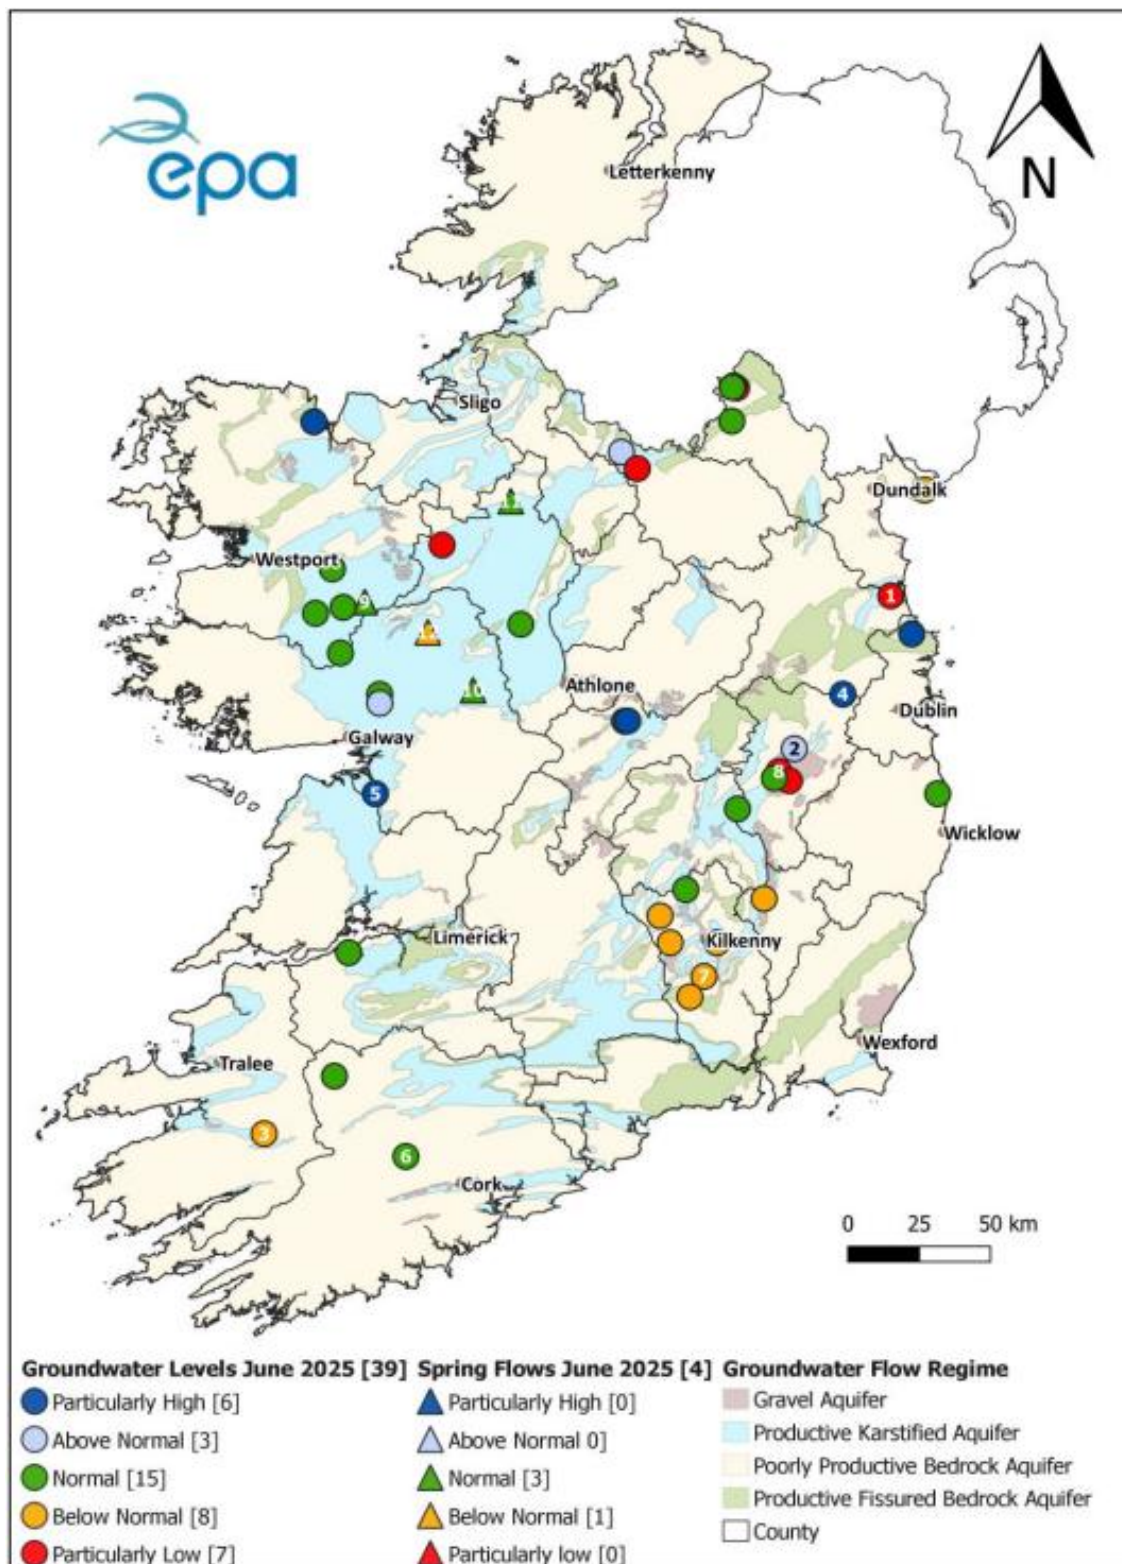 epa
N
Letterkenny
Sligo
Dundalk
Westport
9
1
Athlone
4
Dublin
Galway
2
8
5
Wicklow
Limerick
Kilkenny
7
Wexford
Tralee
3
6
Cork
0 25 50 km
Groundwater Levels June 2025 [39]
Particularly High [6]
Above Normal [3]
Normal [15]
Below Normal [8]
Particularly Low [7]
Spring Flows June 2025 [4]
Particularly High [0]
Above Normal 0]
Normal [3]
Below Normal [1]
Particularly low [0]
Groundwater Flow Regime
Gravel Aquifer
Productive Karstified Aquifer
Poorly Productive Bedrock Aquifer
Productive Fissured Bedrock Aquifer
County